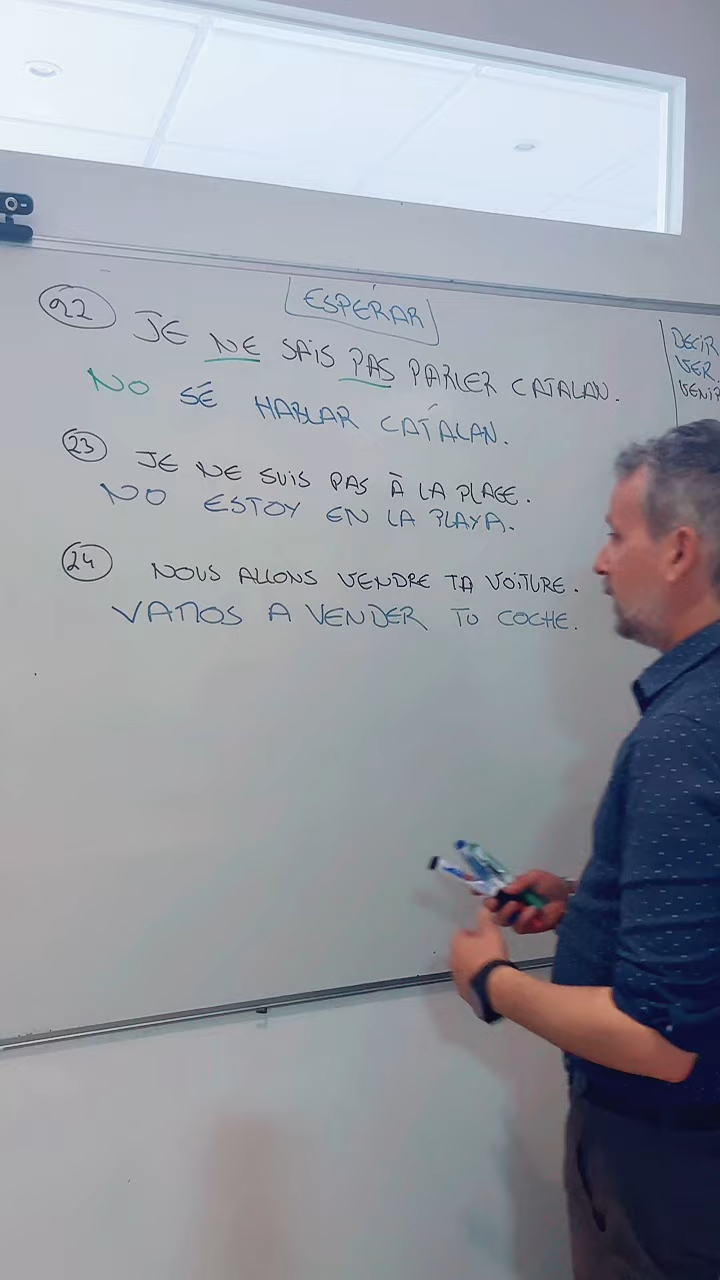 ESPERAR
22 JE NE SAIS PAS PARLER CATALAN.
NO SÉ HABLAR CATALÁN.
23 JE NE SUIS PAS À LA PLAGE.
NO ESTOY EN LA PLAYA.
24 NOUS ALLONS VENDRE TA VOITURE.
VAMOS A VENDER TU COCHE.
DECIR
VER
VENIR